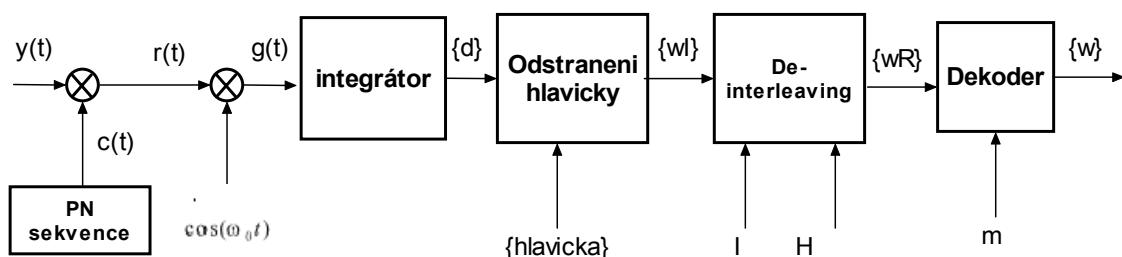 y(t)
r(t)
g(t)
integrátor
{d}
Odstraneni
hlavicky
{wI}
De-
interleaving
{wR}
Dekoder
{w}
c(t)
PN
sekvence
cos(ω₀t)
{hlavicka}
I
H
m